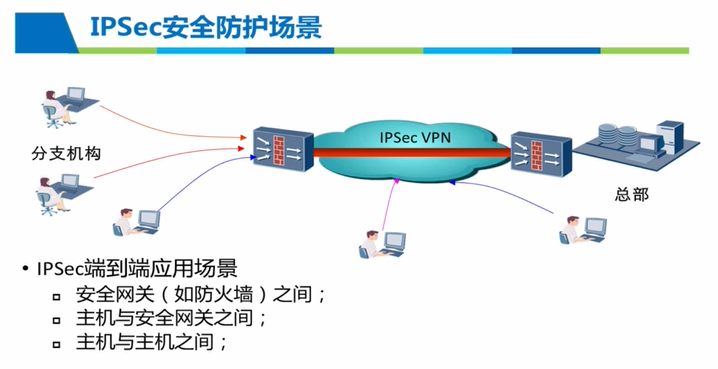 IPSec安全防护场景
IPSec VPN
分支机构
总部
• IPSec端到端应用场景
安全网关（如防火墙）之间；
主机与安全网关之间；
主机与主机之间；